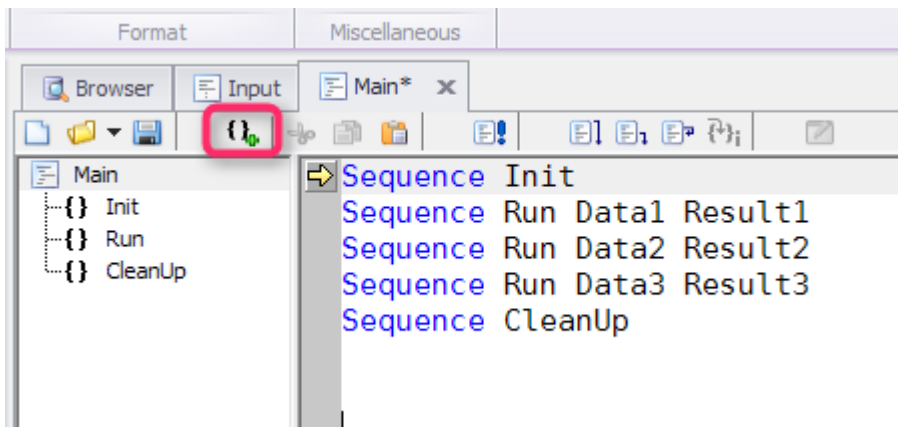 Format Miscellaneous
Browser Input Main*
Main
{} Init
{} Run
{} CleanUp
Sequence Init
Sequence Run Data1 Result1
Sequence Run Data2 Result2
Sequence Run Data3 Result3
Sequence CleanUp